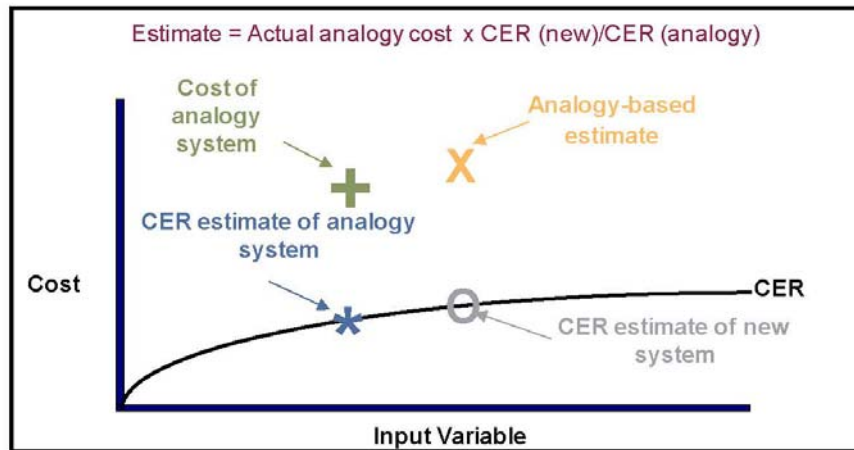 Estimate = Actual analogy cost x CER (new)/CER (analogy)
Cost of
analogy
system
Analogy-based
estimate
+
X
CER estimate of analogy
system
Cost
CER
*
O
CER estimate of new
system
Input Variable